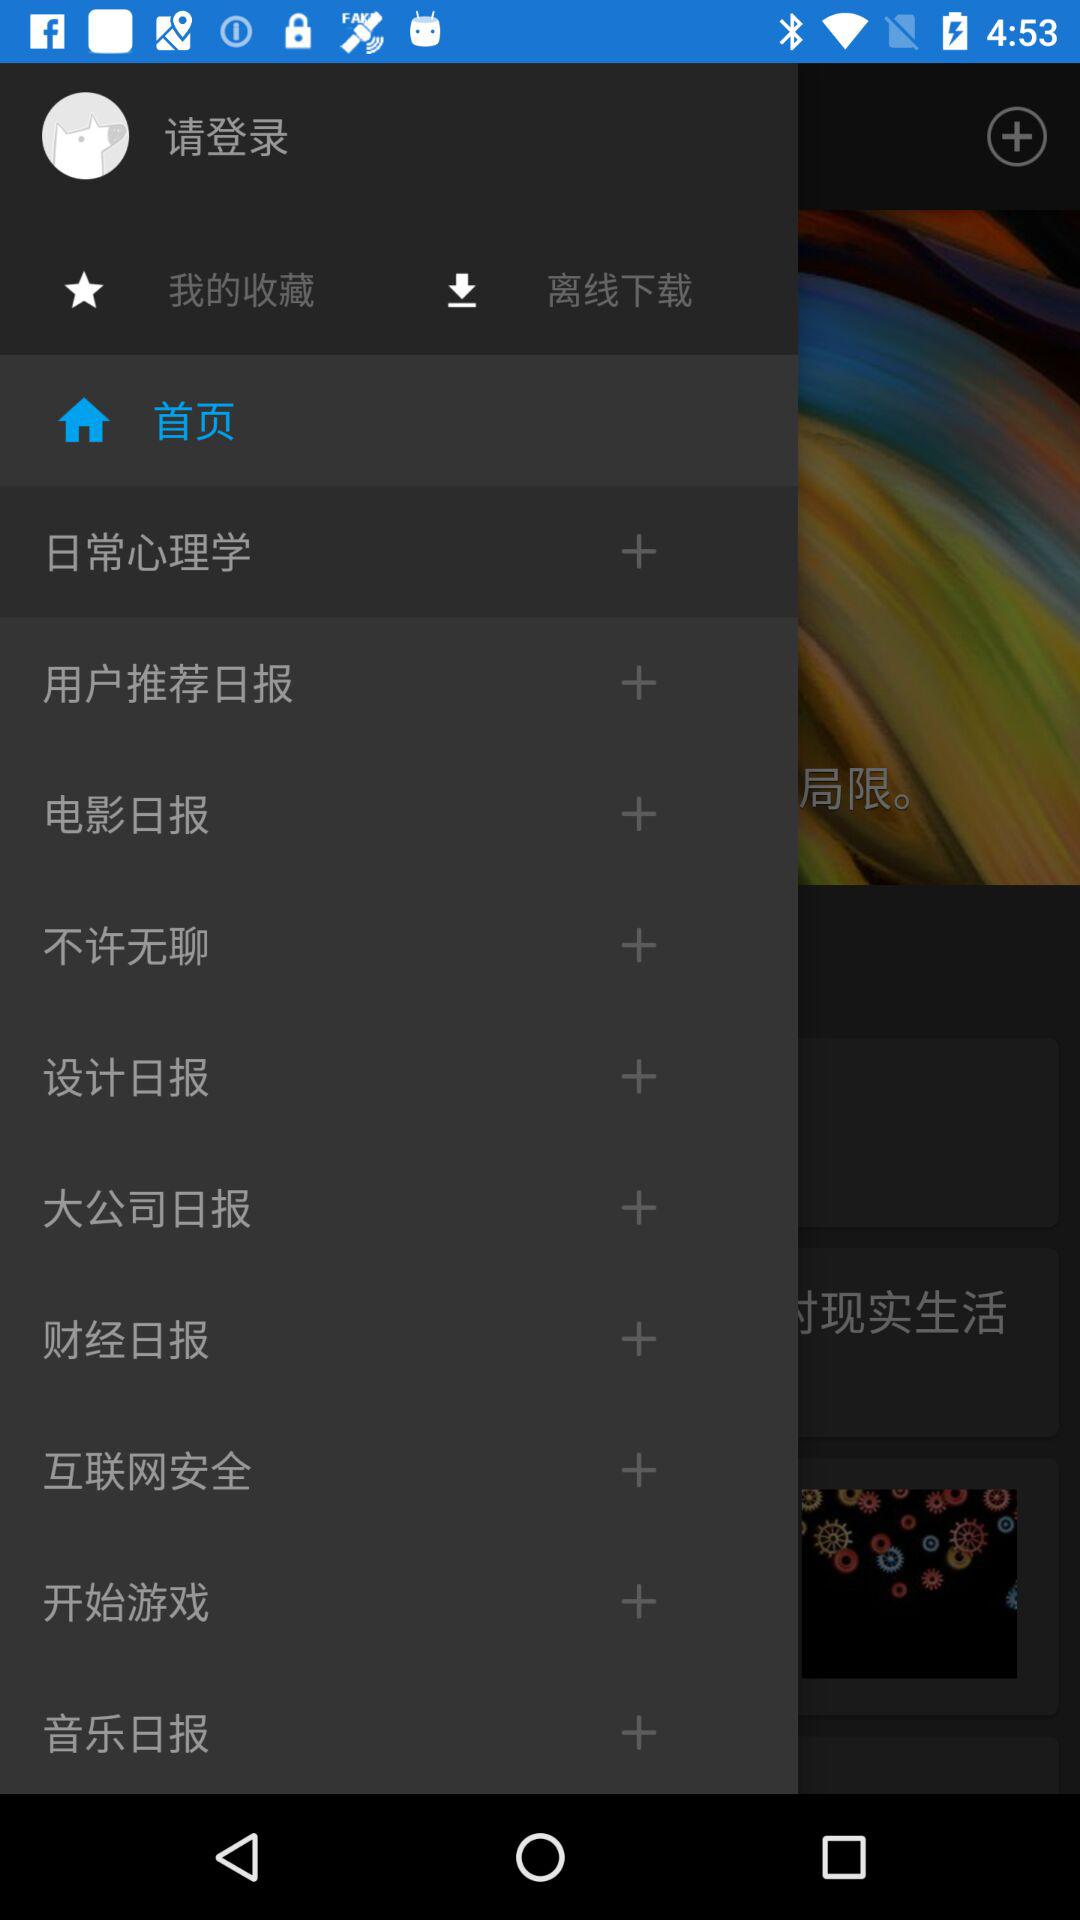 FAKE
4:53
请登录
我的收藏 离线下载
首页
日常心理学
用户推荐日报
局限。
电影日报
不许无聊
设计日报
大公司日报
对现实生活
财经日报
互联网安全
开始游戏
音乐日报